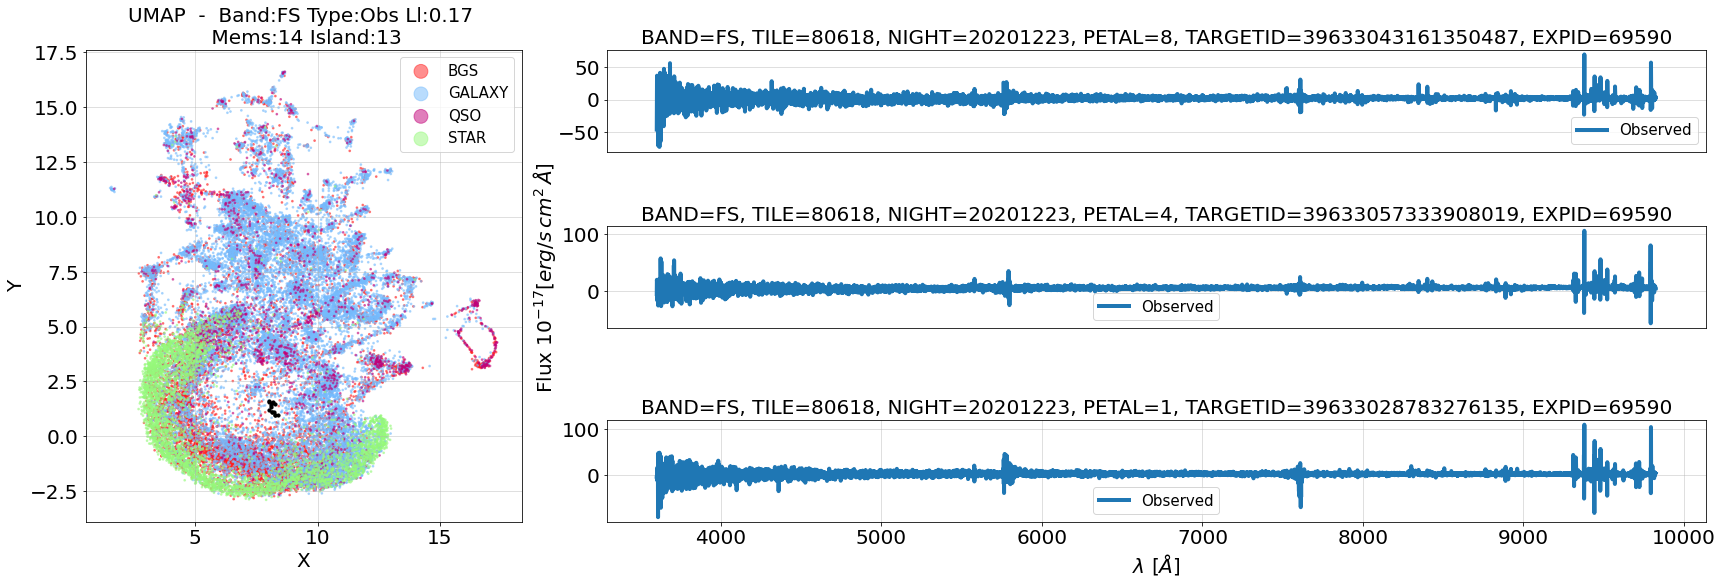 UMAP - Band:FS Type:Obs Ll:0.17
Mems:14 Island:13
17.5
15.0
12.5
10.0
7.5
5.0
2.5
0.0
−2.5
Y
5 10 15
X
BGS
GALAXY
QSO
STAR
Flux 10−17[erg/s cm2 Å]
BAND=FS, TILE=80618, NIGHT=20201223, PETAL=8, TARGETID=39633043161350487, EXPID=69590
50
0
−50
Observed
BAND=FS, TILE=80618, NIGHT=20201223, PETAL=4, TARGETID=39633057333908019, EXPID=69590
100
0
Observed
BAND=FS, TILE=80618, NIGHT=20201223, PETAL=1, TARGETID=39633028783276135, EXPID=69590
100
0
Observed
4000 5000 6000 7000 8000 9000 10000
λ [Å]